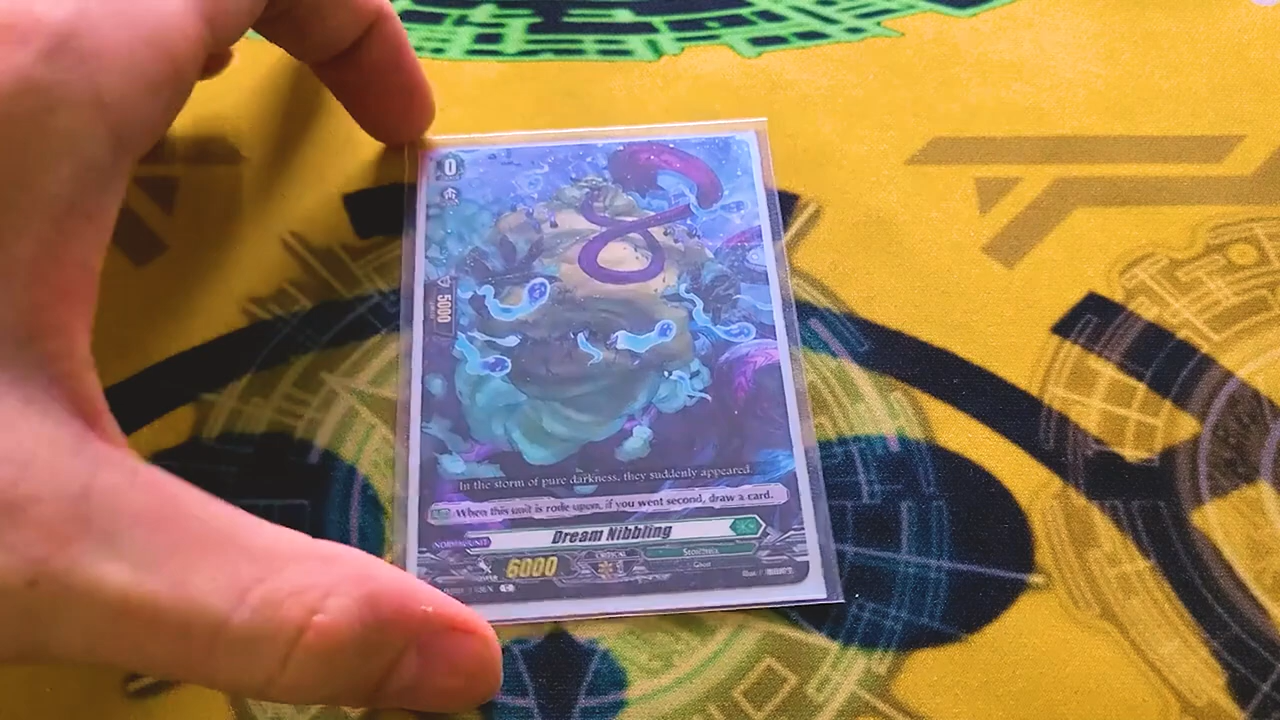 0
5000
In the storm of pure darkness, they suddenly appeared.
When this unit is rode upon, if you went second, draw a card.
Dream Nibbling
NORMAL UNIT
6000
CRITICAL
Stoicheia
Ghost